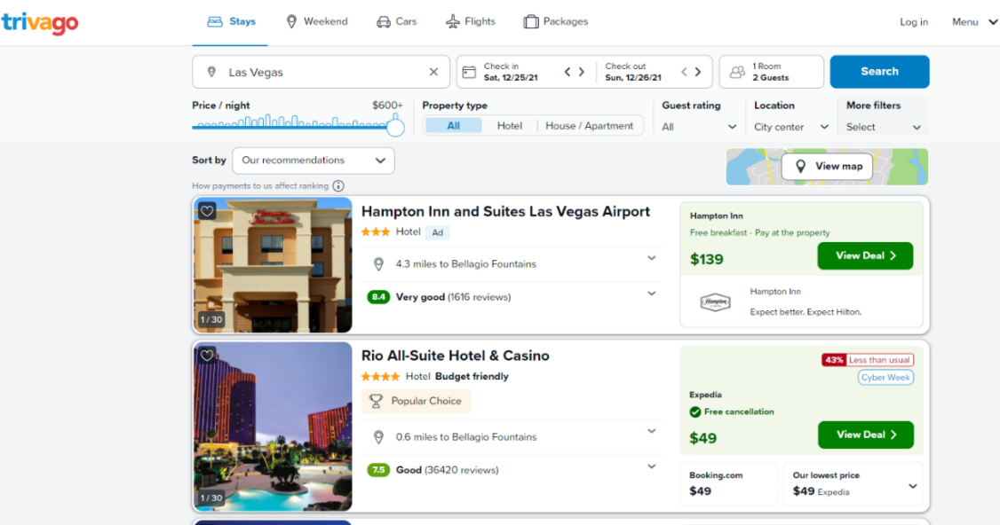 trivago
Stays
Weekend
Cars
Flights
Packages
Log in
Menu
Las Vegas
Check in
Sat, 12/25/21
Check out
Sun, 12/26/21
1 Room
2 Guests
Search
Price / night
$600+
Property type
All
Hotel
House / Apartment
Guest rating
All
Location
City center
More filters
Select
Sort by
Our recommendations
View map
How payments to us affect ranking
Hampton Inn and Suites Las Vegas Airport
Hotel
Ad
4.3 miles to Bellagio Fountains
8.4 Very good (1616 reviews)
1 / 30
Hampton Inn
Free breakfast · Pay at the property
$139
View Deal
Hampton
Hampton Inn
Expect better. Expect Hilton.
Rio All-Suite Hotel & Casino
Hotel Budget friendly
Popular Choice
0.6 miles to Bellagio Fountains
7.5 Good (36420 reviews)
1 / 30
43% Less than usual
Cyber Week
Expedia
Free cancellation
$49
View Deal
Booking.com
$49
Our lowest price
$49 Expedia